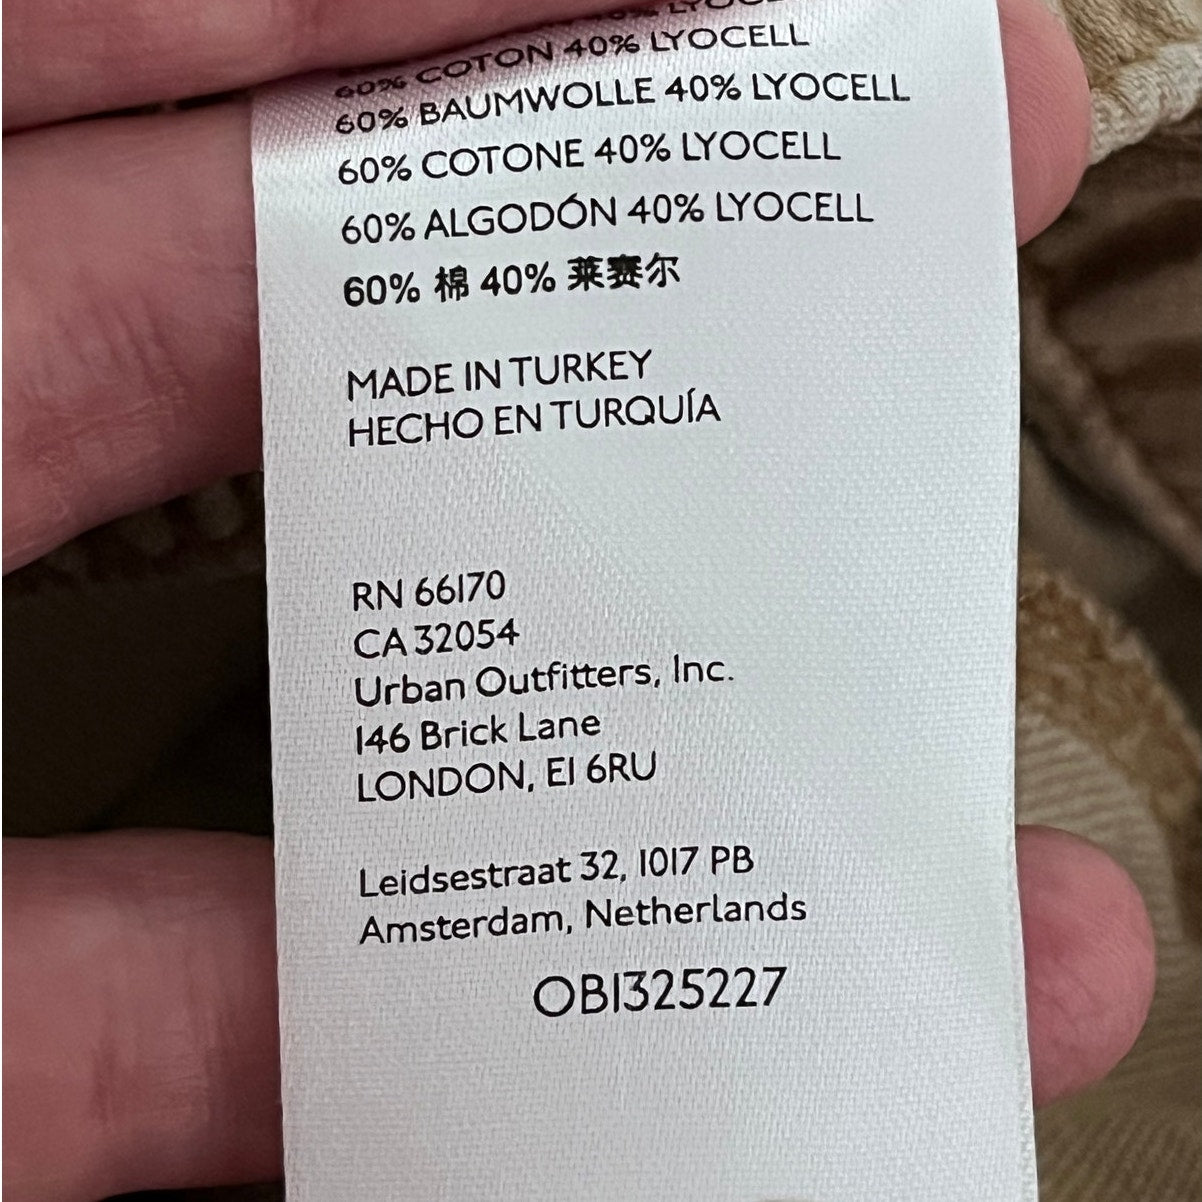 LYOCELL
60% COTON 40% LYOCELL
60% BAUMWOLLE 40% LYOCELL
60% COTONE 40% LYOCELL
60% ALGODÓN 40% LYOCELL
60% 棉 40% 莱赛尔
MADE IN TURKEY
HECHO EN TURQUÍA
RN 66170
CA 32054
Urban Outfitters, Inc.
146 Brick Lane
LONDON, E1 6RU
Leidsestraat 32, 1017 PB
Amsterdam, Netherlands
OB1325227